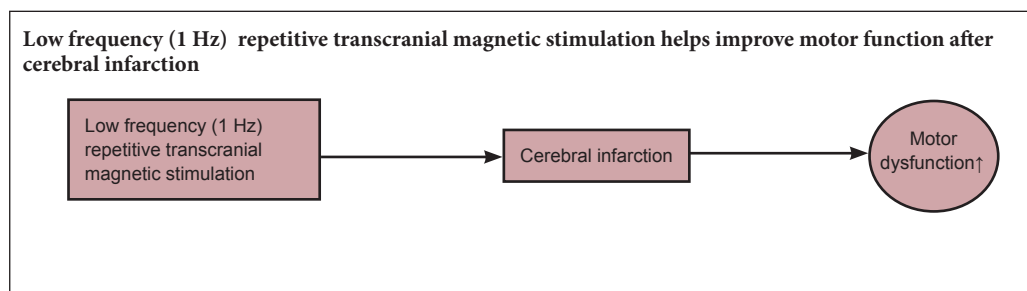 Low frequency (1 Hz) repetitive transcranial magnetic stimulation helps improve motor function after
cerebral infarction
Low frequency (1 Hz)
repetitive transcranial
magnetic stimulation
Cerebral infarction
Motor
dysfunction↑